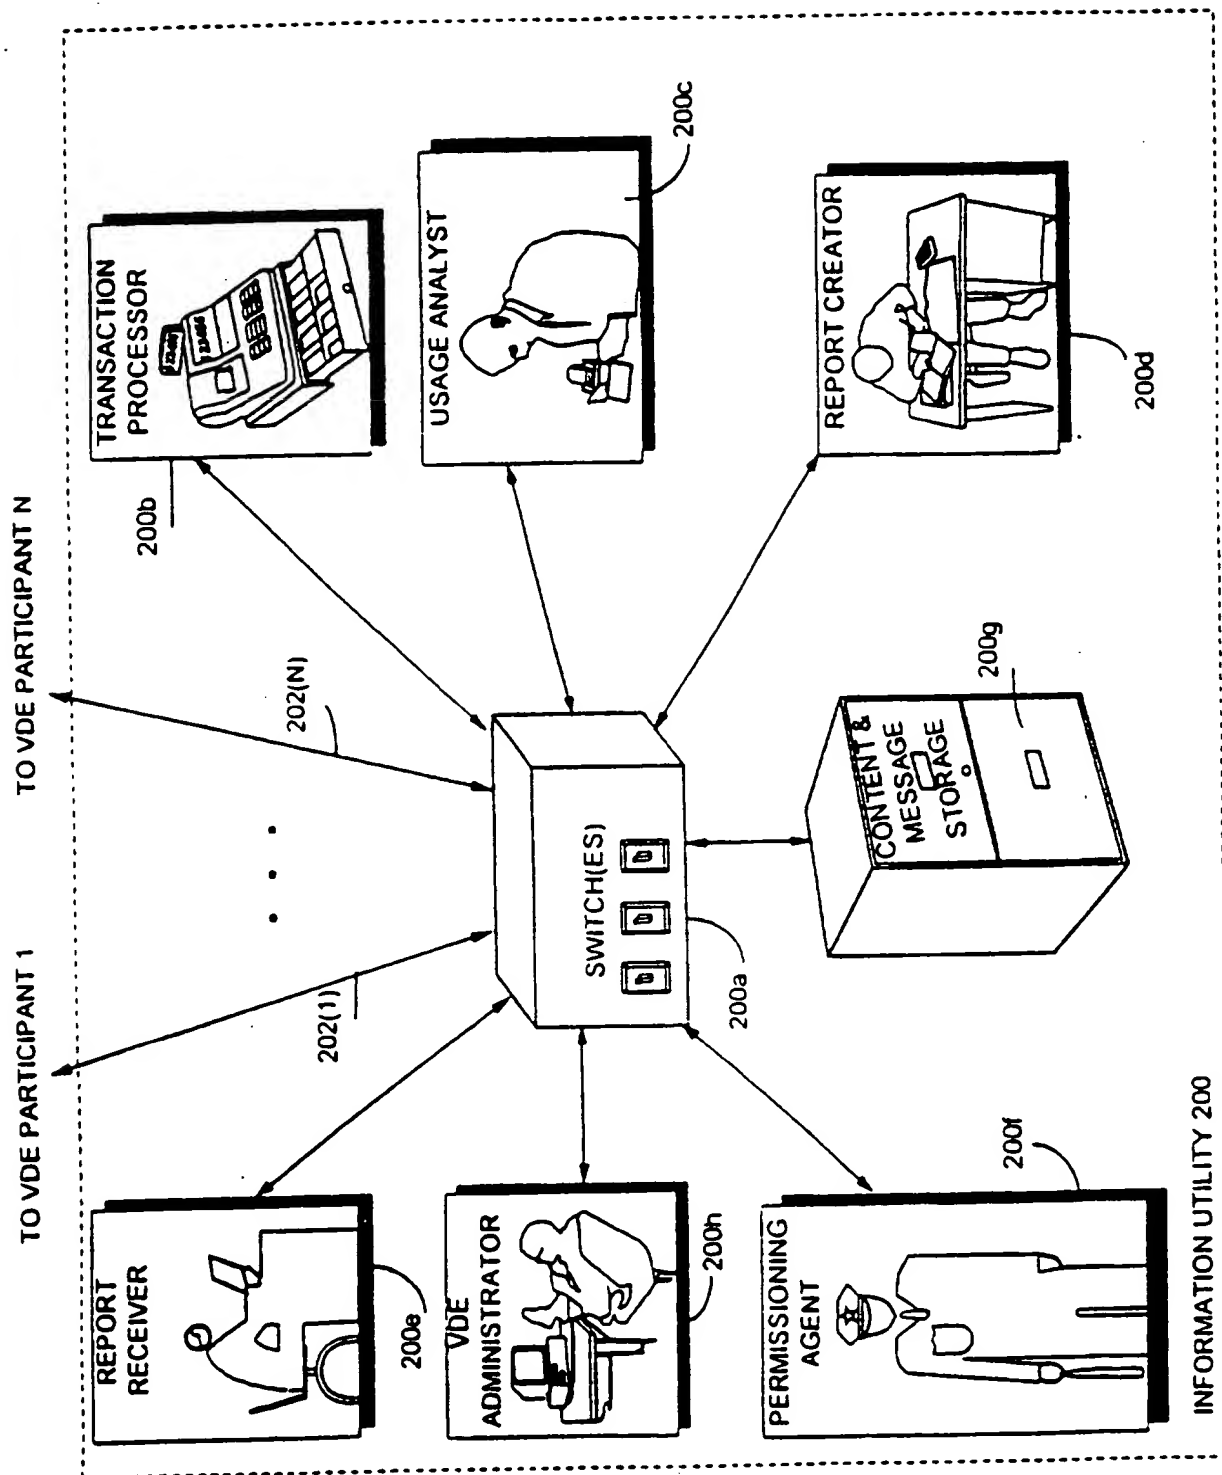 TO VDE PARTICIPANT 1
TO VDE PARTICIPANT N
202(1)
202(N)
REPORT
RECEIVER
200e
TRANSACTION
PROCESSOR
200b
VDE
ADMINISTRATOR
200h
SWITCH(ES)
200a
USAGE ANALYST
200c
PERMISSIONING
AGENT
200f
CONTENT &
MESSAGE
STORAGE
200g
REPORT CREATOR
200d
INFORMATION UTILITY 200